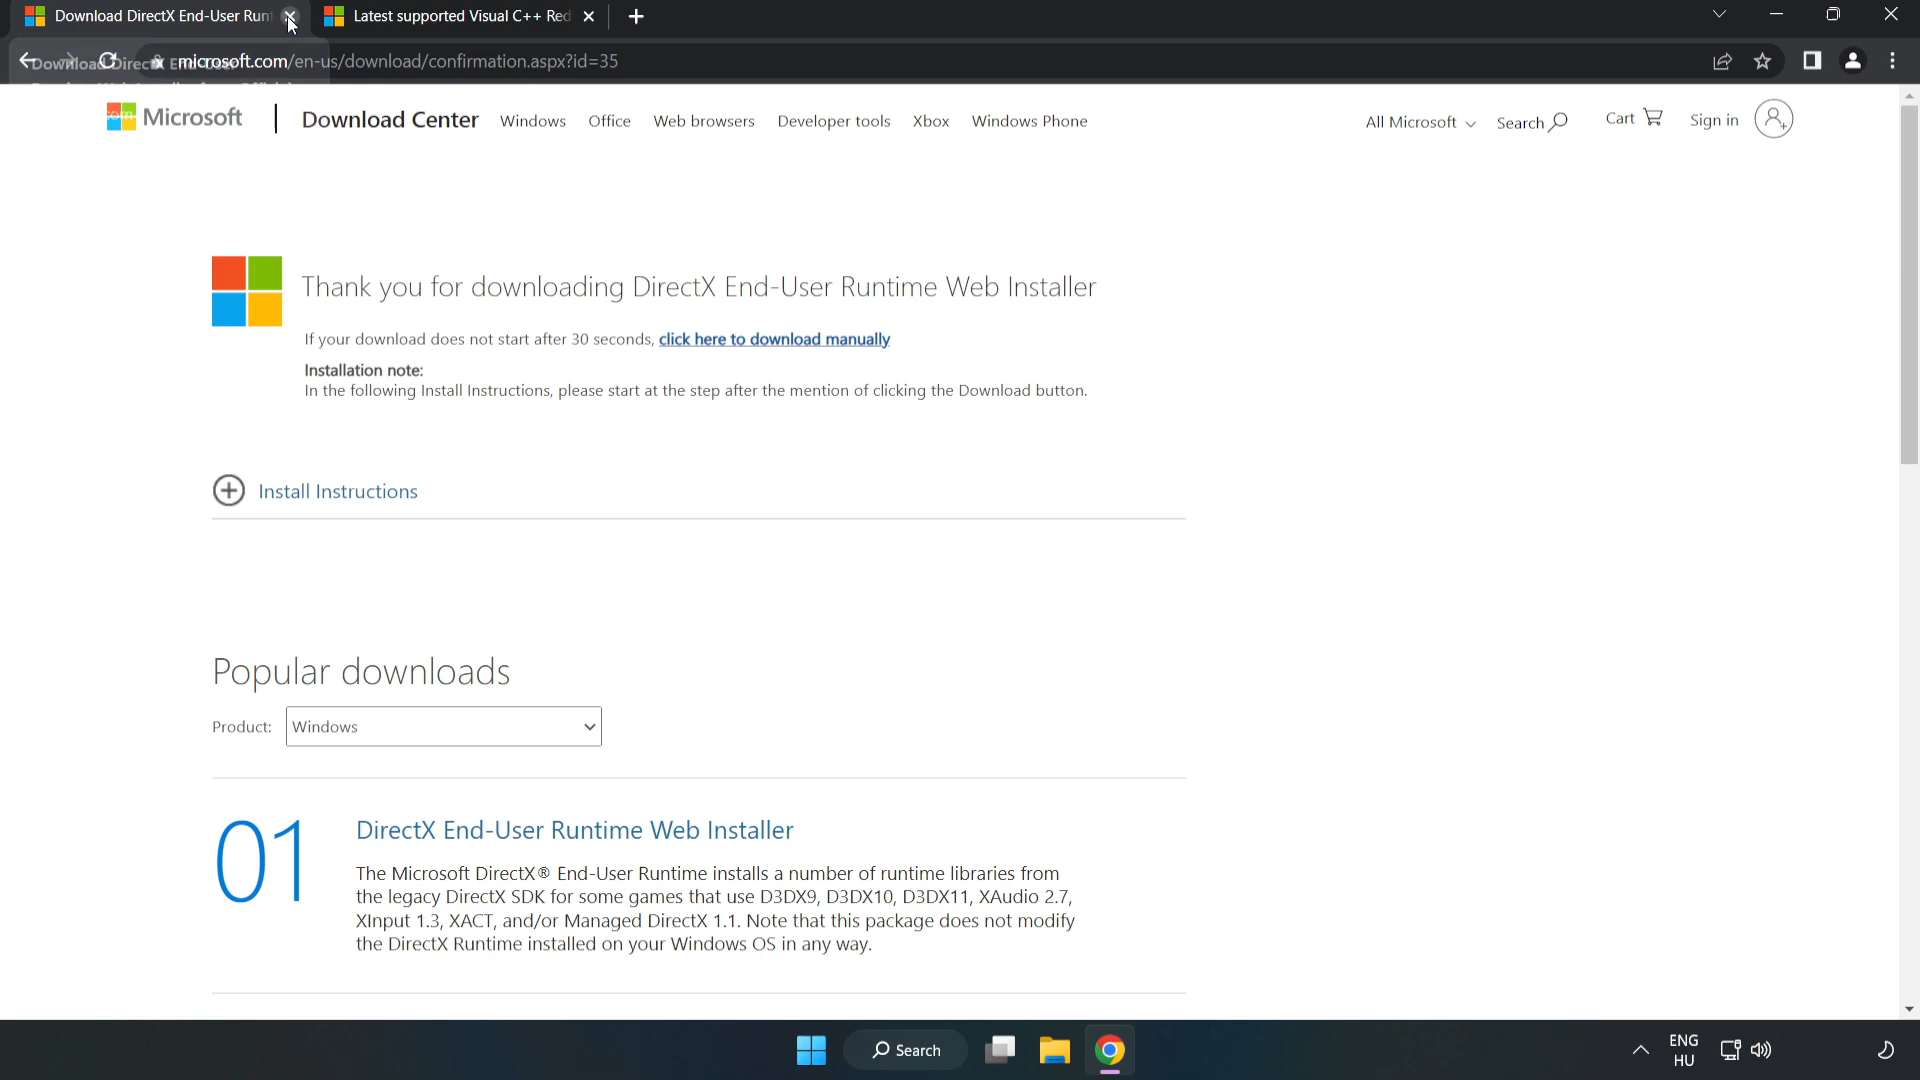 Download DirectX End-User Runt
Latest supported Visual C++ Red
microsoft.com/en-us/download/confirmation.aspx?id=35
Microsoft
Download Center
Windows
Office
Web browsers
Developer tools
Xbox
Windows Phone
All Microsoft
Search
Cart
Sign in
Thank you for downloading DirectX End-User Runtime Web Installer
If your download does not start after 30 seconds, click here to download manually
Installation note:
In the following Install Instructions, please start at the step after the mention of clicking the Download button.
Install Instructions
Popular downloads
Product: Windows
01
DirectX End-User Runtime Web Installer
The Microsoft DirectX® End-User Runtime installs a number of runtime libraries from
the legacy DirectX SDK for some games that use D3DX9, D3DX10, D3DX11, XAudio 2.7,
XInput 1.3, XACT, and/or Managed DirectX 1.1. Note that this package does not modify
the DirectX Runtime installed on your Windows OS in any way.
Search
ENG
HU